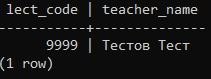 lect_code | teacher_name
-----------+--------------
9999 | Тестов Тест
(1 row)